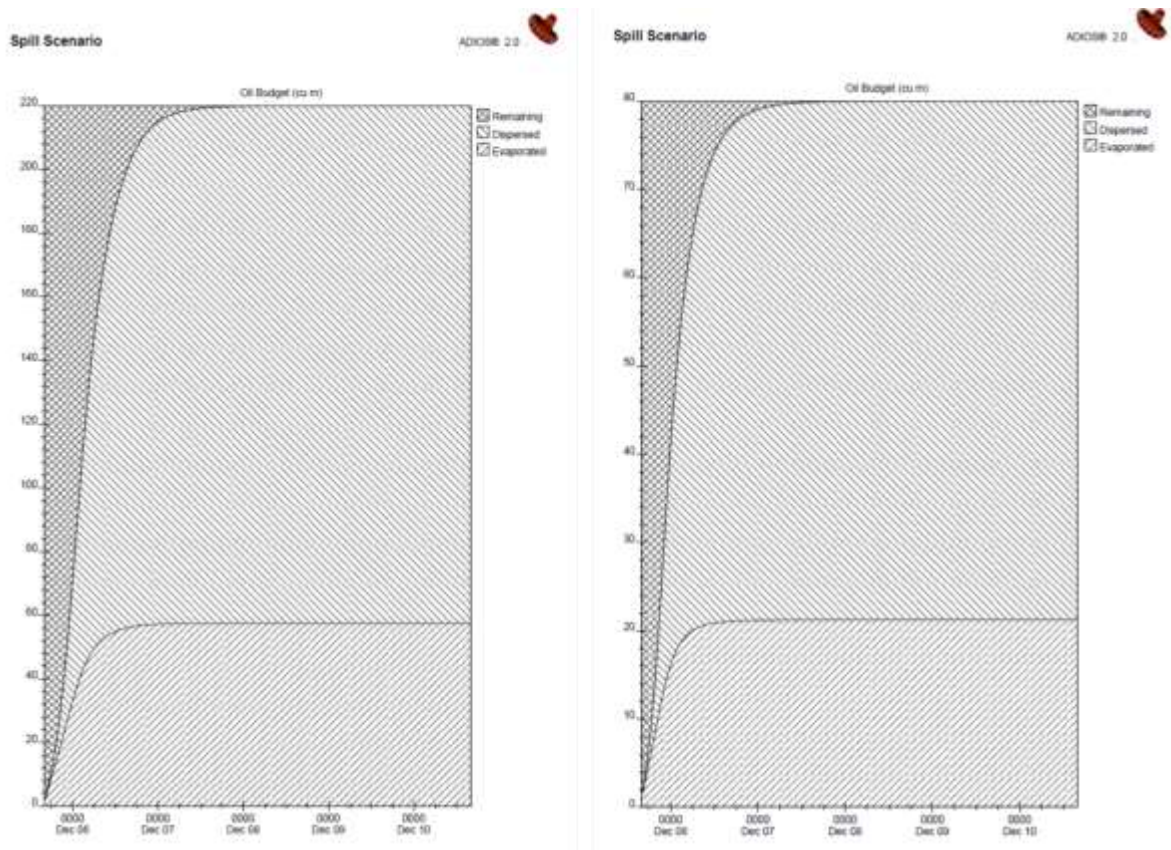 Spill Scenario
ADIOS® 2.0
Oil Budget (cu m)
220
200
180
160
140
120
100
80
60
40
20
0
Remaining
Dispersed
Evaporated
0000 0000 0000 0000 0000
Dec 06 Dec 07 Dec 08 Dec 09 Dec 10
Spill Scenario
ADIOS® 2.0
Oil Budget (cu m)
80
70
60
50
40
30
20
10
0
Remaining
Dispersed
Evaporated
0000 0000 0000 0000 0000
Dec 06 Dec 07 Dec 08 Dec 09 Dec 10